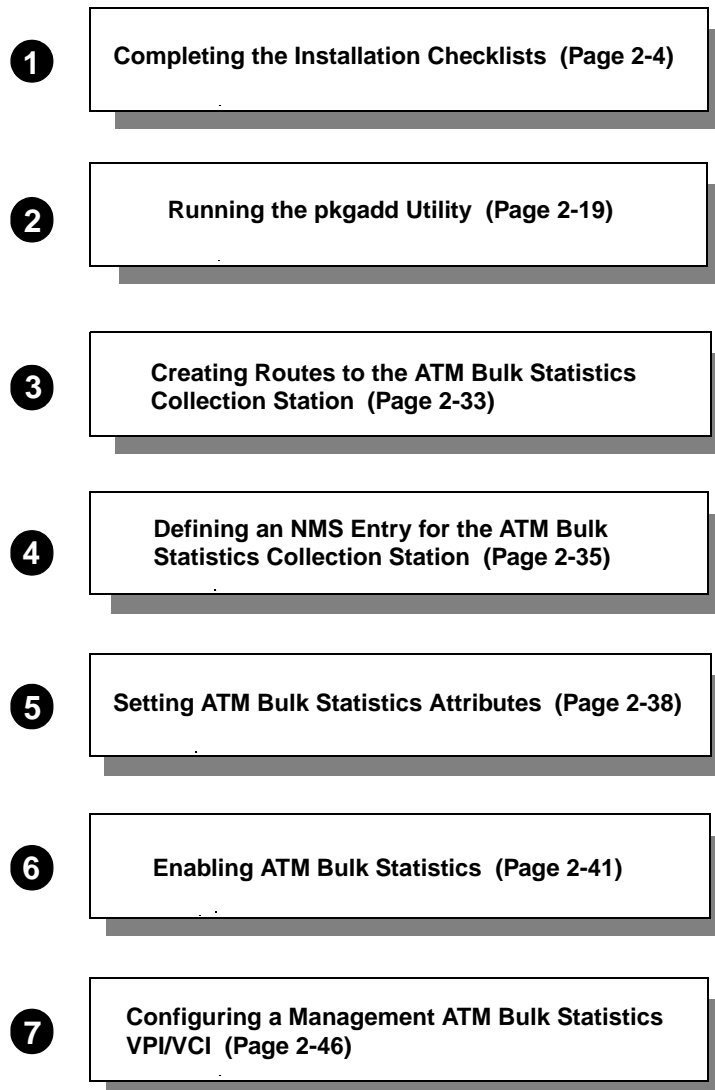 1
Completing the Installation Checklists (Page 2-4)
2
Running the pkgadd Utility (Page 2-19)
3
Creating Routes to the ATM Bulk Statistics
Collection Station (Page 2-33)
4
Defining an NMS Entry for the ATM Bulk
Statistics Collection Station (Page 2-35)
5
Setting ATM Bulk Statistics Attributes (Page 2-38)
6
Enabling ATM Bulk Statistics (Page 2-41)
7
Configuring a Management ATM Bulk Statistics
VPI/VCI (Page 2-46)